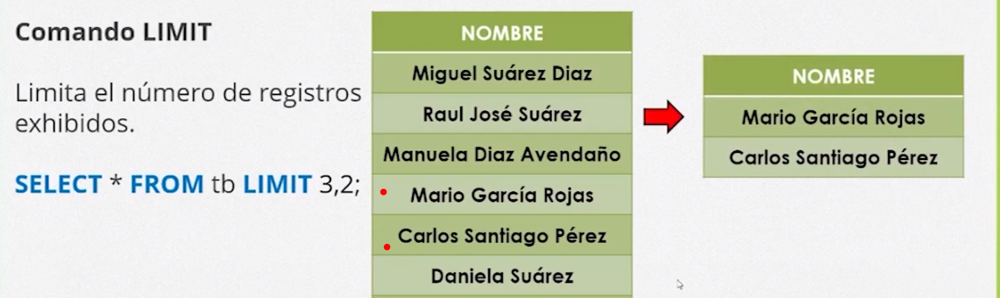 Comando LIMIT
Limita el número de registros
exhibidos.
SELECT * FROM tb LIMIT 3,2;
NOMBRE
Miguel Suárez Diaz
Raul José Suárez
Manuela Diaz Avendaño
Mario García Rojas
Carlos Santiago Pérez
Daniela Suárez
NOMBRE
Mario García Rojas
Carlos Santiago Pérez